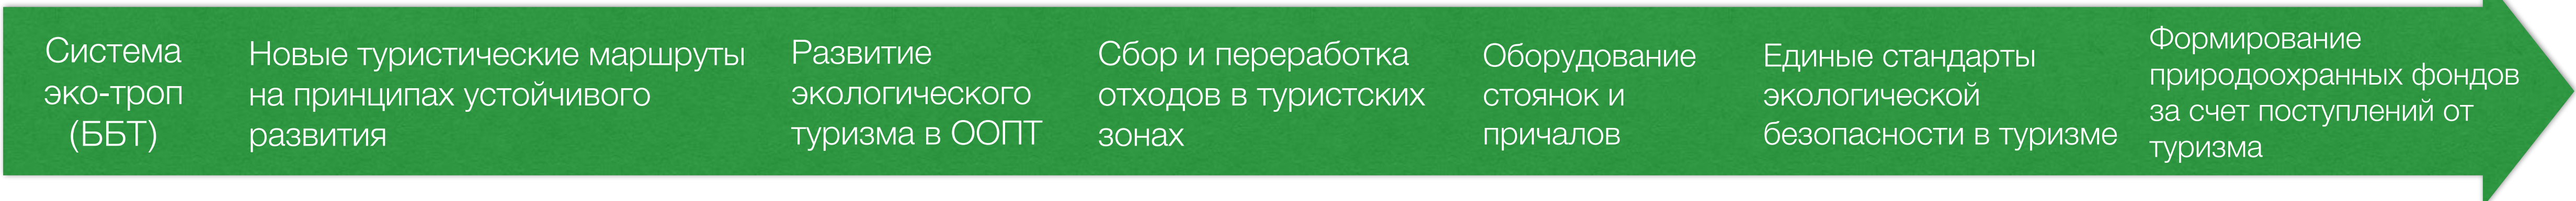 Система
эко-троп
(ББТ)
Новые туристические маршруты
на принципах устойчивого
развития
Развитие
экологического
туризма в ООПТ
Сбор и переработка
отходов в туристских
зонах
Оборудование
стоянок и
причалов
Единые стандарты
экологической
безопасности в туризме
Формирование
природоохранных фондов
за счет поступлений от
туризма